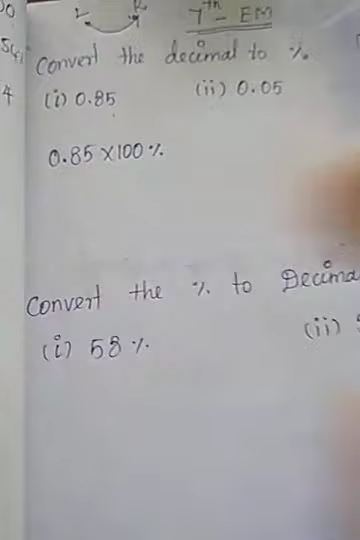 7th - EM
Convert the decimal to %.
(i) 0.85 (ii) 0.05
0.85 X100 %.
Convert the % to Decima
(i) 58 %. (ii)